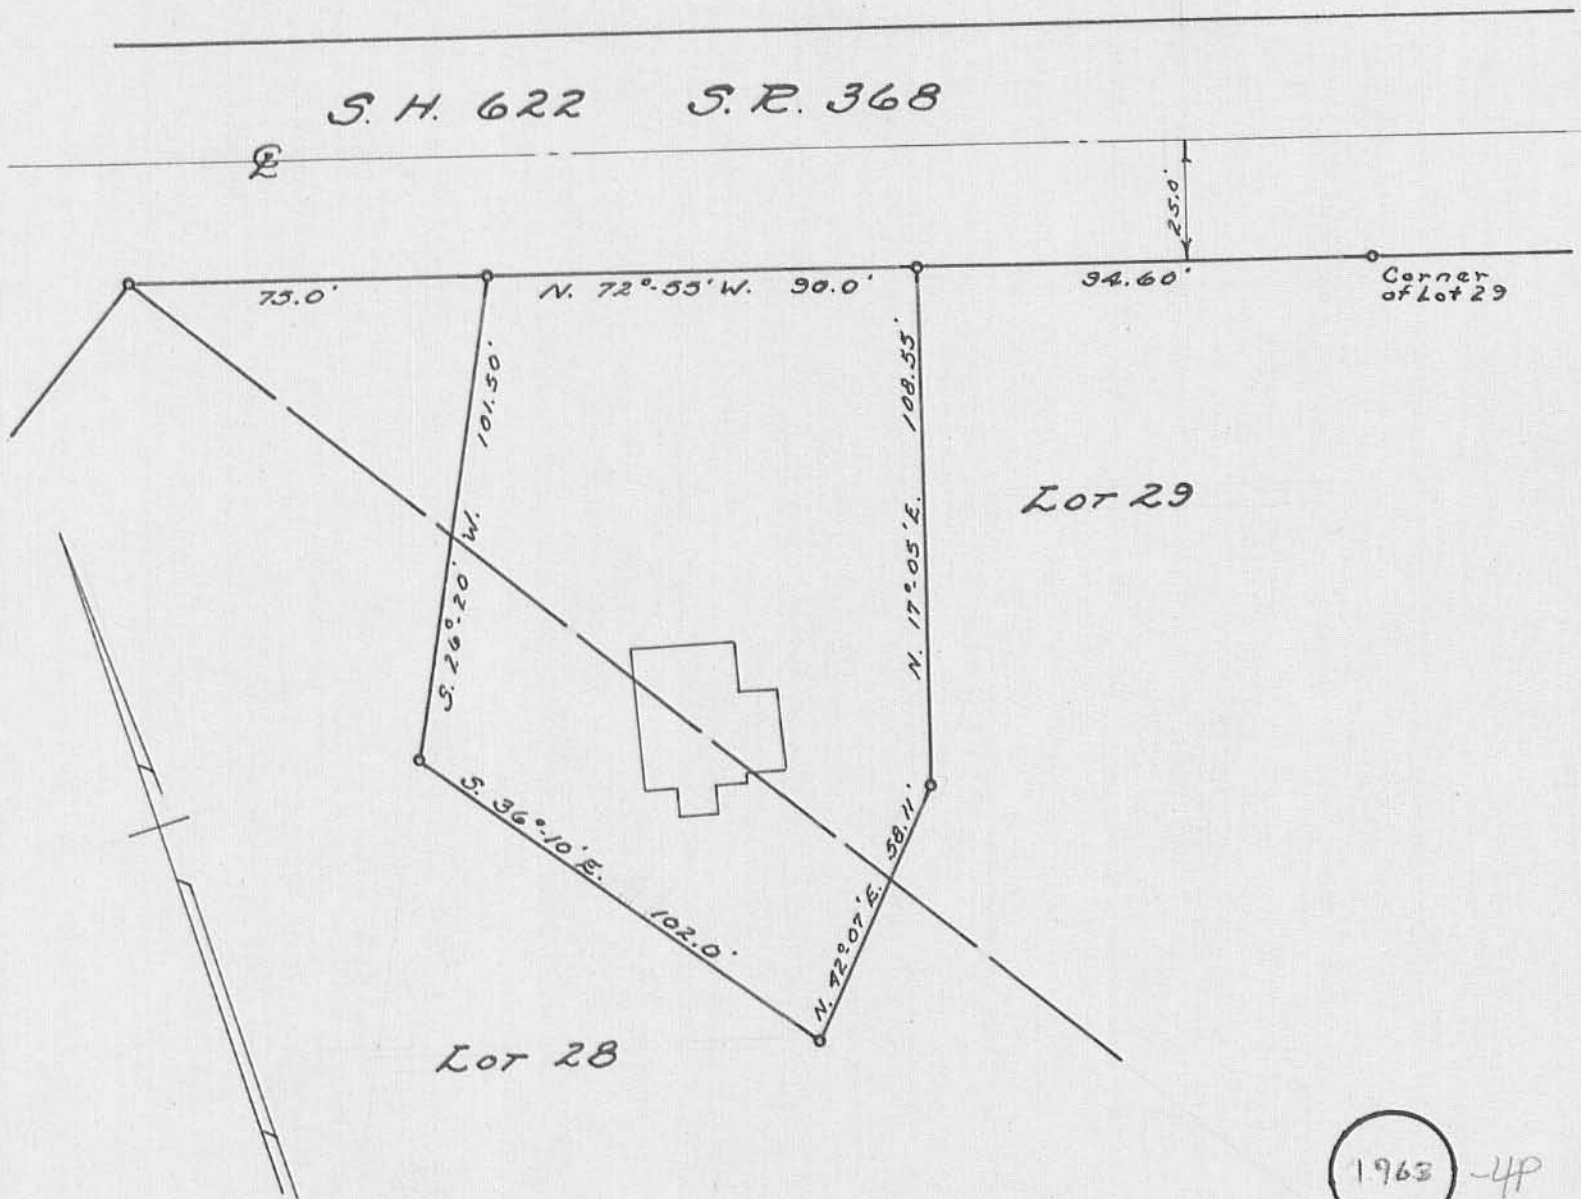 S. H. 622 S. R. 368
℄
25.0'
75.0'
N. 72°-55' W. 90.0'
94.60'
Corner
of Lot 29
S. 26°-20' W. 101.50'
N. 17°-05' E. 108.55'
Lot 29
S. 36°-10' E. 102.0'
N. 42°-07' E. 58.11'
Lot 28
1963 -4P